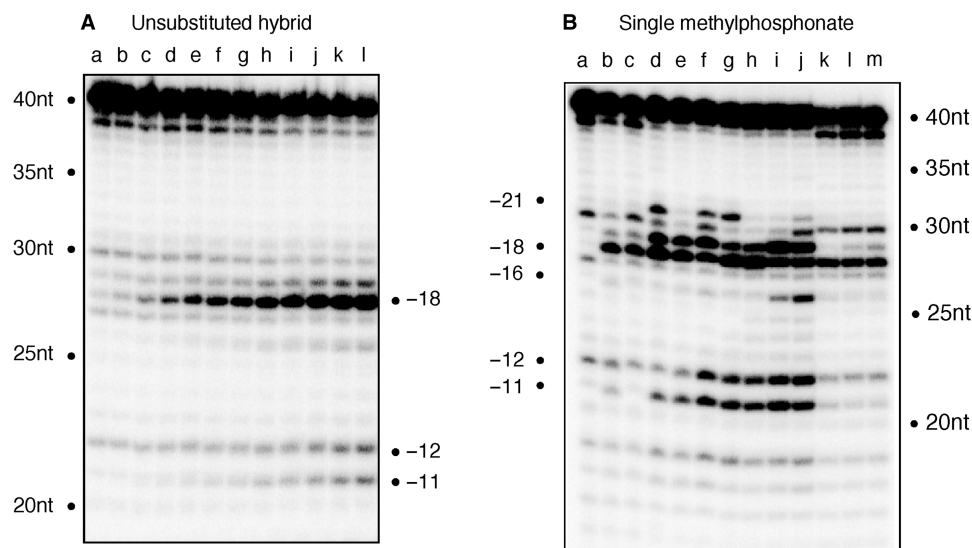 A Unsubstituted hybrid
a b c d e f g h i j k l
40nt
35nt
30nt
25nt
20nt
−18
−12
−11
B Single methylphosphonate
a b c d e f g h i j k l m
−21
−18
−16
−12
−11
40nt
35nt
30nt
25nt
20nt